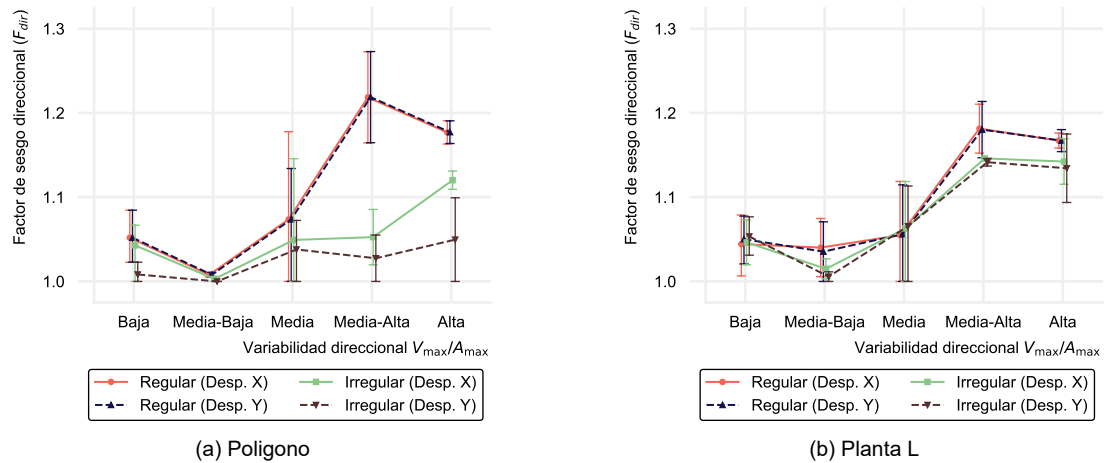 Factor de sesgo direccional (F_dir)
1.3
1.2
1.1
1.0
Baja Media-Baja Media Media-Alta Alta
Variabilidad direccional V_max/A_max
Regular (Desp. X) Irregular (Desp. X)
Regular (Desp. Y) Irregular (Desp. Y)
(a) Poligono
Factor de sesgo direccional (F_dir)
1.3
1.2
1.1
1.0
Baja Media-Baja Media Media-Alta Alta
Variabilidad direccional V_max/A_max
Regular (Desp. X) Irregular (Desp. X)
Regular (Desp. Y) Irregular (Desp. Y)
(b) Planta L